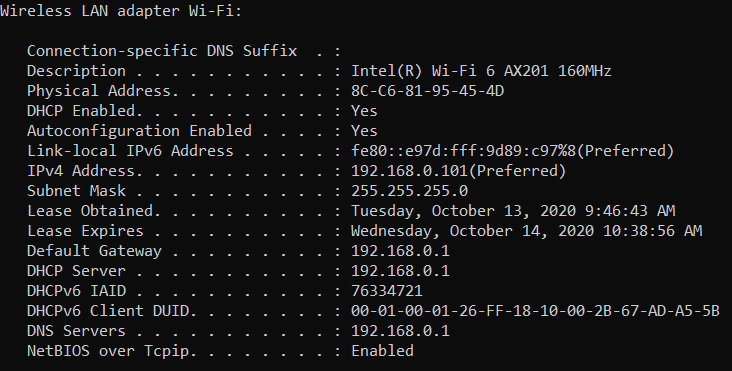 Wireless LAN adapter Wi-Fi:
Connection-specific DNS Suffix  . :
Description . . . . . . . . . . . : Intel(R) Wi-Fi 6 AX201 160MHz
Physical Address. . . . . . . . . : 8C-C6-81-95-45-4D
DHCP Enabled. . . . . . . . . . . : Yes
Autoconfiguration Enabled . . . . : Yes
Link-local IPv6 Address . . . . . : fe80::e97d:fff:9d89:c97%8(Preferred)
IPv4 Address. . . . . . . . . . . : 192.168.0.101(Preferred)
Subnet Mask . . . . . . . . . . . : 255.255.255.0
Lease Obtained. . . . . . . . . . : Tuesday, October 13, 2020 9:46:43 AM
Lease Expires . . . . . . . . . . : Wednesday, October 14, 2020 10:38:56 AM
Default Gateway . . . . . . . . . : 192.168.0.1
DHCP Server . . . . . . . . . . . : 192.168.0.1
DHCPv6 IAID . . . . . . . . . . . : 76334721
DHCPv6 Client DUID. . . . . . . . : 00-01-00-01-26-FF-18-10-00-2B-67-AD-A5-5B
DNS Servers . . . . . . . . . . . : 192.168.0.1
NetBIOS over Tcpip. . . . . . . . : Enabled